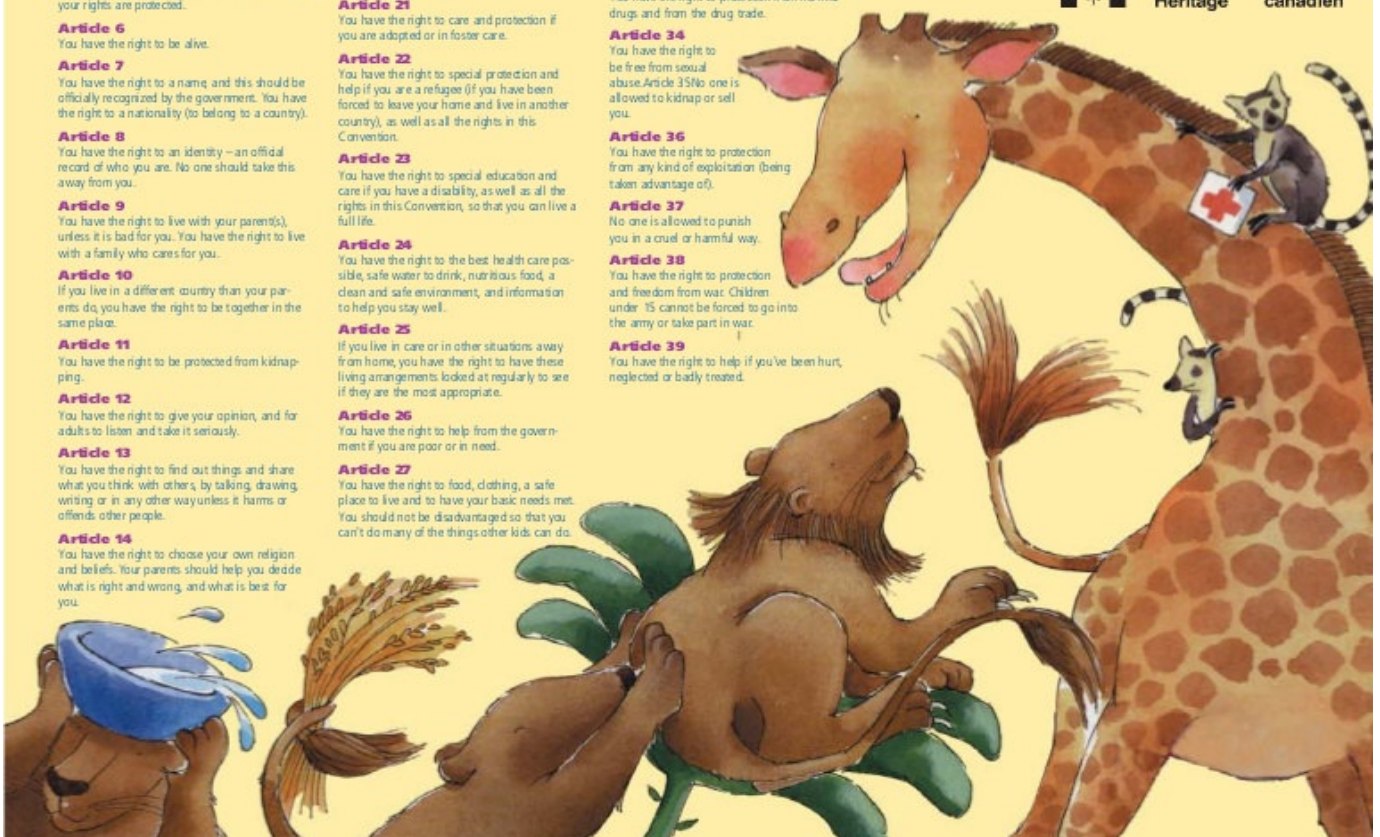 your rights are protected.
Article 6
You have the right to be alive.
Article 7
You have the right to a name, and this should be
officially recognized by the government. You have
the right to a nationality (to belong to a country).
Article 8
You have the right to an identity – an official
record of who you are. No one should take this
away from you.
Article 9
You have the right to live with your parent(s),
unless it is bad for you. You have the right to live
with a family who cares for you.
Article 10
If you live in a different country than your par-
ents do, you have the right to be together in the
same place.
Article 11
You have the right to be protected from kidnap-
ping.
Article 12
You have the right to give your opinion, and for
adults to listen and take it seriously.
Article 13
You have the right to find out things and share
what you think with others, by talking, drawing,
writing or in any other way unless it harms or
offends other people.
Article 14
You have the right to choose your own religion
and beliefs. Your parents should help you decide
what is right and wrong, and what is best for
you.
Article 21
You have the right to care and protection if
you are adopted or in foster care.
Article 22
You have the right to special protection and
help if you are a refugee (if you have been
forced to leave your home and live in another
country), as well as all the rights in this
Convention.
Article 23
You have the right to special education and
care if you have a disability, as well as all the
rights in this Convention, so that you can live a
full life.
Article 24
You have the right to the best health care pos-
sible, safe water to drink, nutritious food, a
clean and safe environment, and information
to help you stay well.
Article 25
If you live in care or in other situations away
from home, you have the right to have these
living arrangements looked at regularly to see
if they are the most appropriate.
Article 26
You have the right to help from the govern-
ment if you are poor or in need.
Article 27
You have the right to food, clothing, a safe
place to live and to have your basic needs met.
You should not be disadvantaged so that you
can't do many of the things other kids can do.
drugs and from the drug trade.
Article 34
You have the right to
be free from sexual
abuse.Article 35No one is
allowed to kidnap or sell
you.
Article 36
You have the right to protection
from any kind of exploitation (being
taken advantage of).
Article 37
No one is allowed to punish
you in a cruel or harmful way.
Article 38
You have the right to protection
and freedom from war. Children
under 15 cannot be forced to go into
the army or take part in war.
Article 39
You have the right to help if you've been hurt,
neglected or badly treated.
Heritage canadien